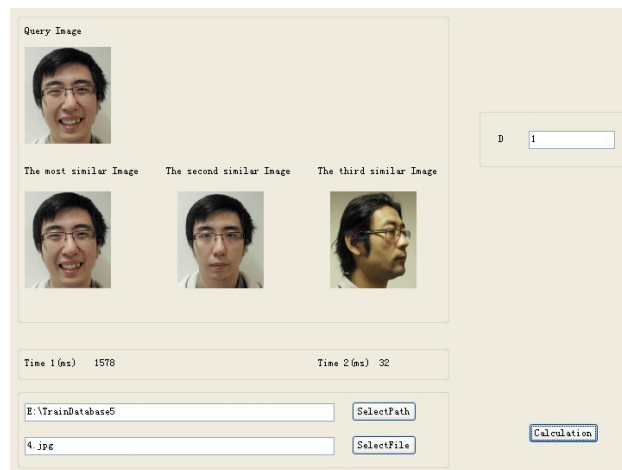 Query Image
D 1
The most similar Image The second similar Image The third similar Image
Time 1(ms) 1578 Time 2(ms) 32
E:\TrainDatabase5 SelectPath
4.jpg SelectFile
Calculation